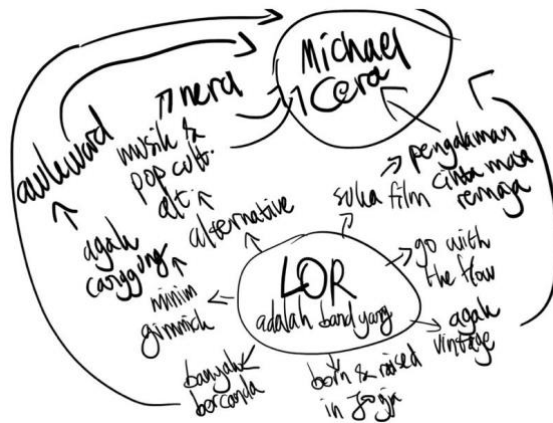 Michael
Cera
nerd
awkward
musik &
pop cult.
alt.
pengalaman
cinta masa
remaja
suka film
alternative
agak
canggung
go with
the flow
LOR
adalah band yang
minim
gimmick
agak
vintage
banyak
bercanda
born & raised
in Jogja